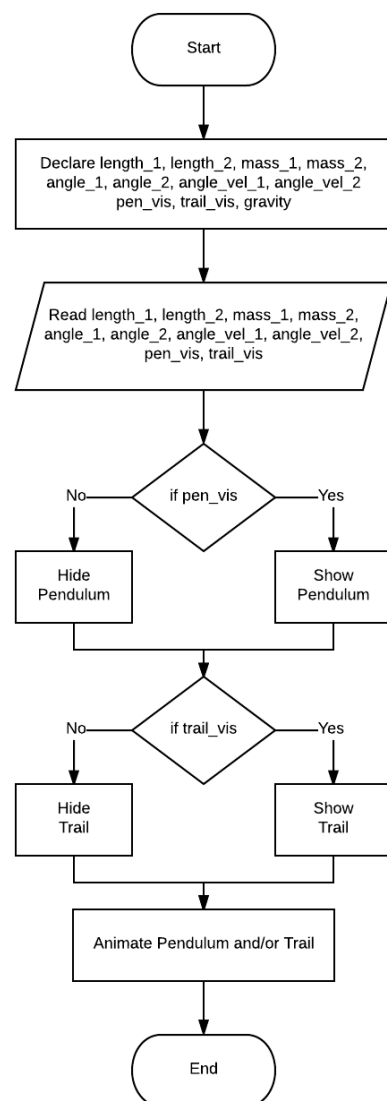 Start
Declare length_1, length_2, mass_1, mass_2,
angle_1, angle_2, angle_vel_1, angle_vel_2
pen_vis, trail_vis, gravity
Read length_1, length_2, mass_1, mass_2,
angle_1, angle_2, angle_vel_1, angle_vel_2,
pen_vis, trail_vis
No
if pen_vis
Yes
Hide
Pendulum
Show
Pendulum
No
if trail_vis
Yes
Hide
Trail
Show
Trail
Animate Pendulum and/or Trail
End